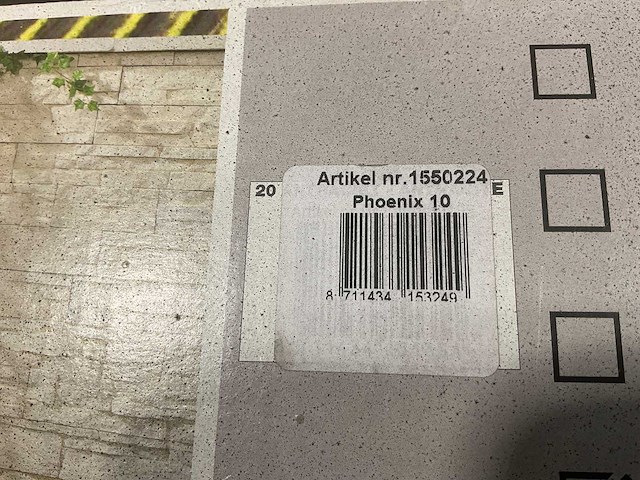 Artikel nr.1550224
20 E
Phoenix 10
8 711434 153249